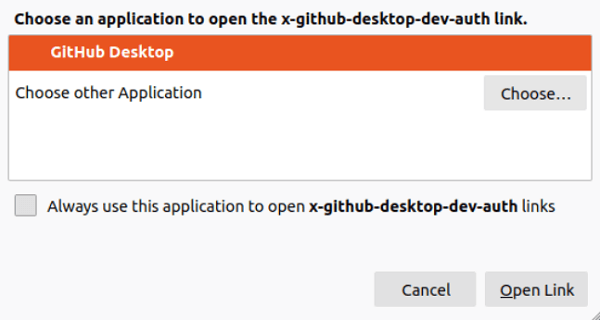 Choose an application to open the x-github-desktop-dev-auth link.
GitHub Desktop
Choose other Application
Choose...
Always use this application to open x-github-desktop-dev-auth links
Cancel
Open Link